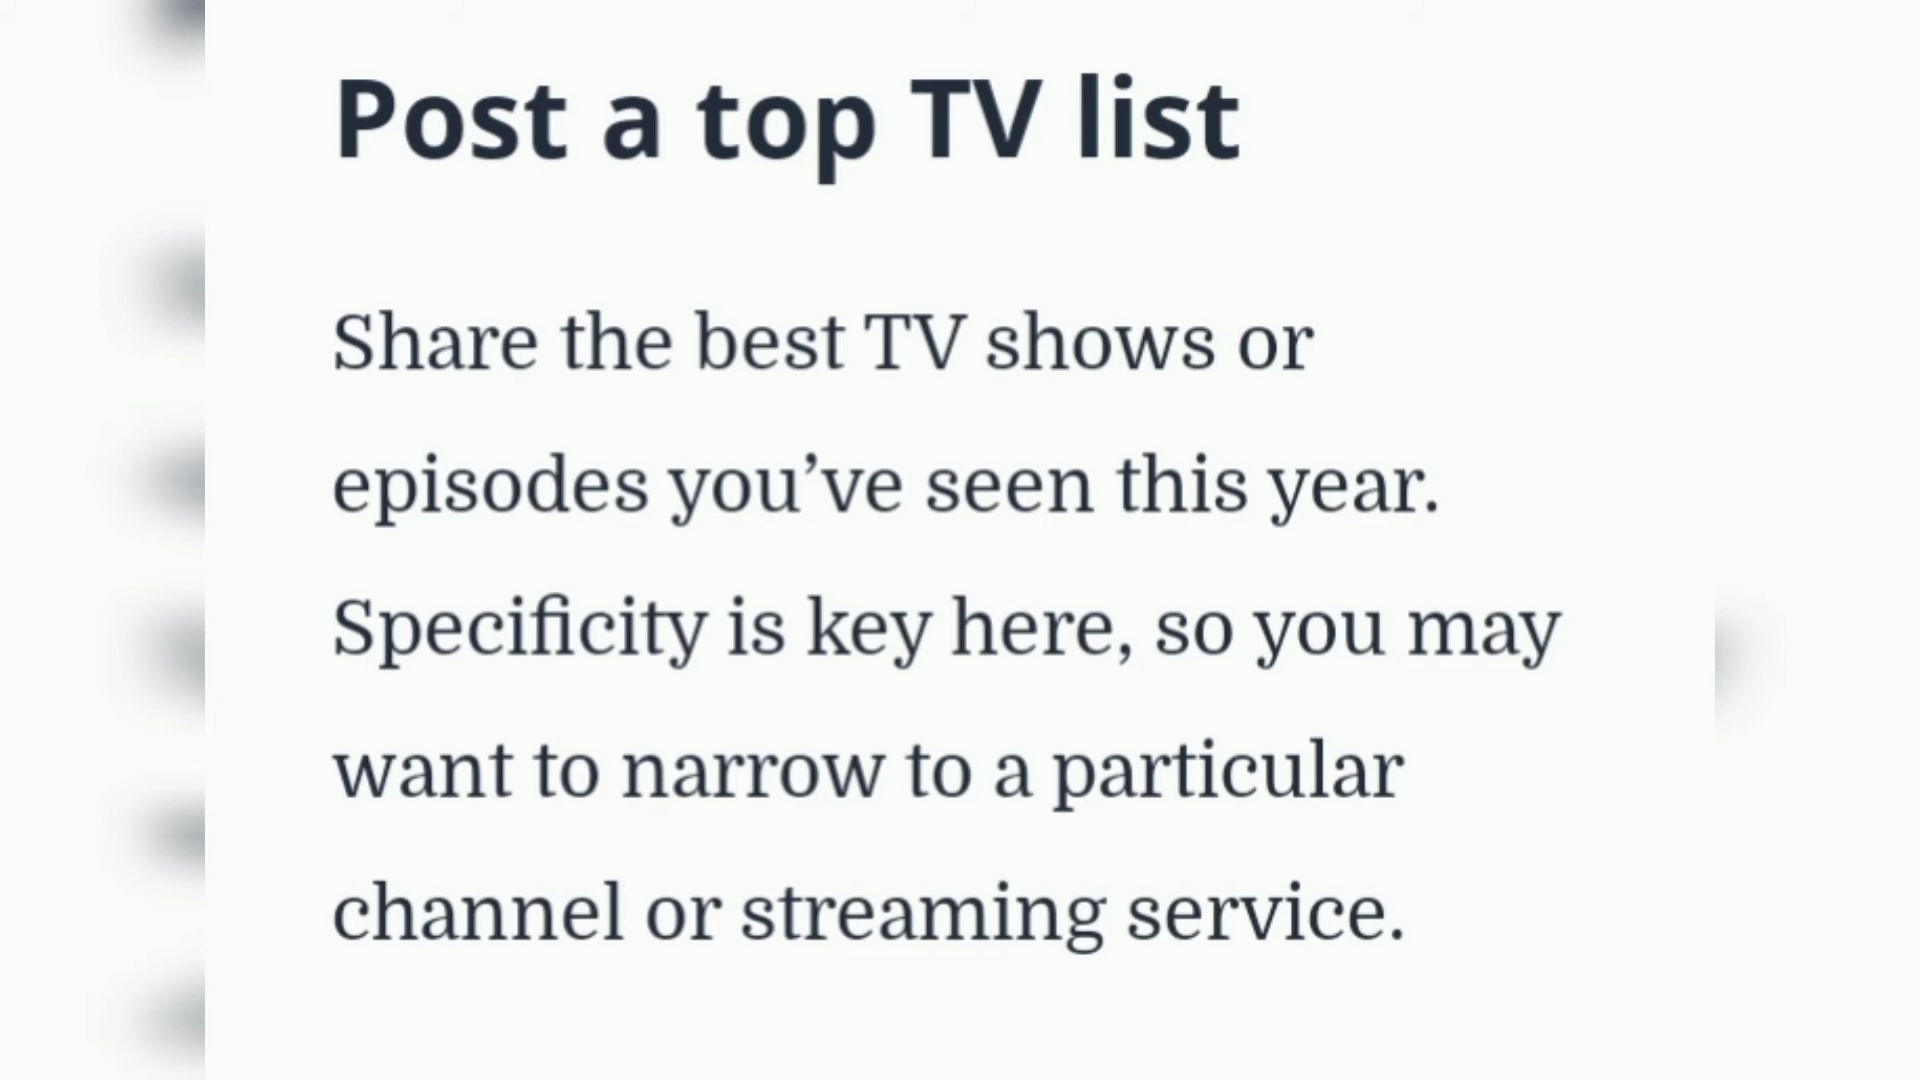 Post a top TV list
Share the best TV shows or
episodes you’ve seen this year.
Specificity is key here, so you may
want to narrow to a particular
channel or streaming service.